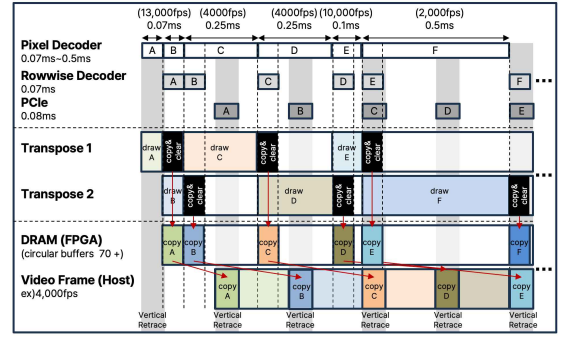 (13,000fps) (4000fps) (4000fps) (10,000fps) (2,000fps)
0.07ms 0.25ms 0.25ms 0.1ms 0.5ms
Pixel Decoder
0.07ms~0.5ms
A B C D E F
Rowwise Decoder
0.07ms
A B C D E F ...
PCIe
0.08ms
A B C D E
Transpose 1
draw A
copy& clear
draw C
copy& clear
draw E
copy& clear
Transpose 2
draw B
copy& clear
draw D
copy& clear
draw F
copy& clear
DRAM (FPGA)
(circular buffers 70 +)
copy A
copy B
copy C
copy D
copy E
copy F
...
Video Frame (Host)
ex)4,000fps
copy A
copy B
copy C
copy D
copy E
Vertical Retrace
Vertical Retrace
Vertical Retrace
Vertical Retrace
Vertical Retrace
Vertical Retrace